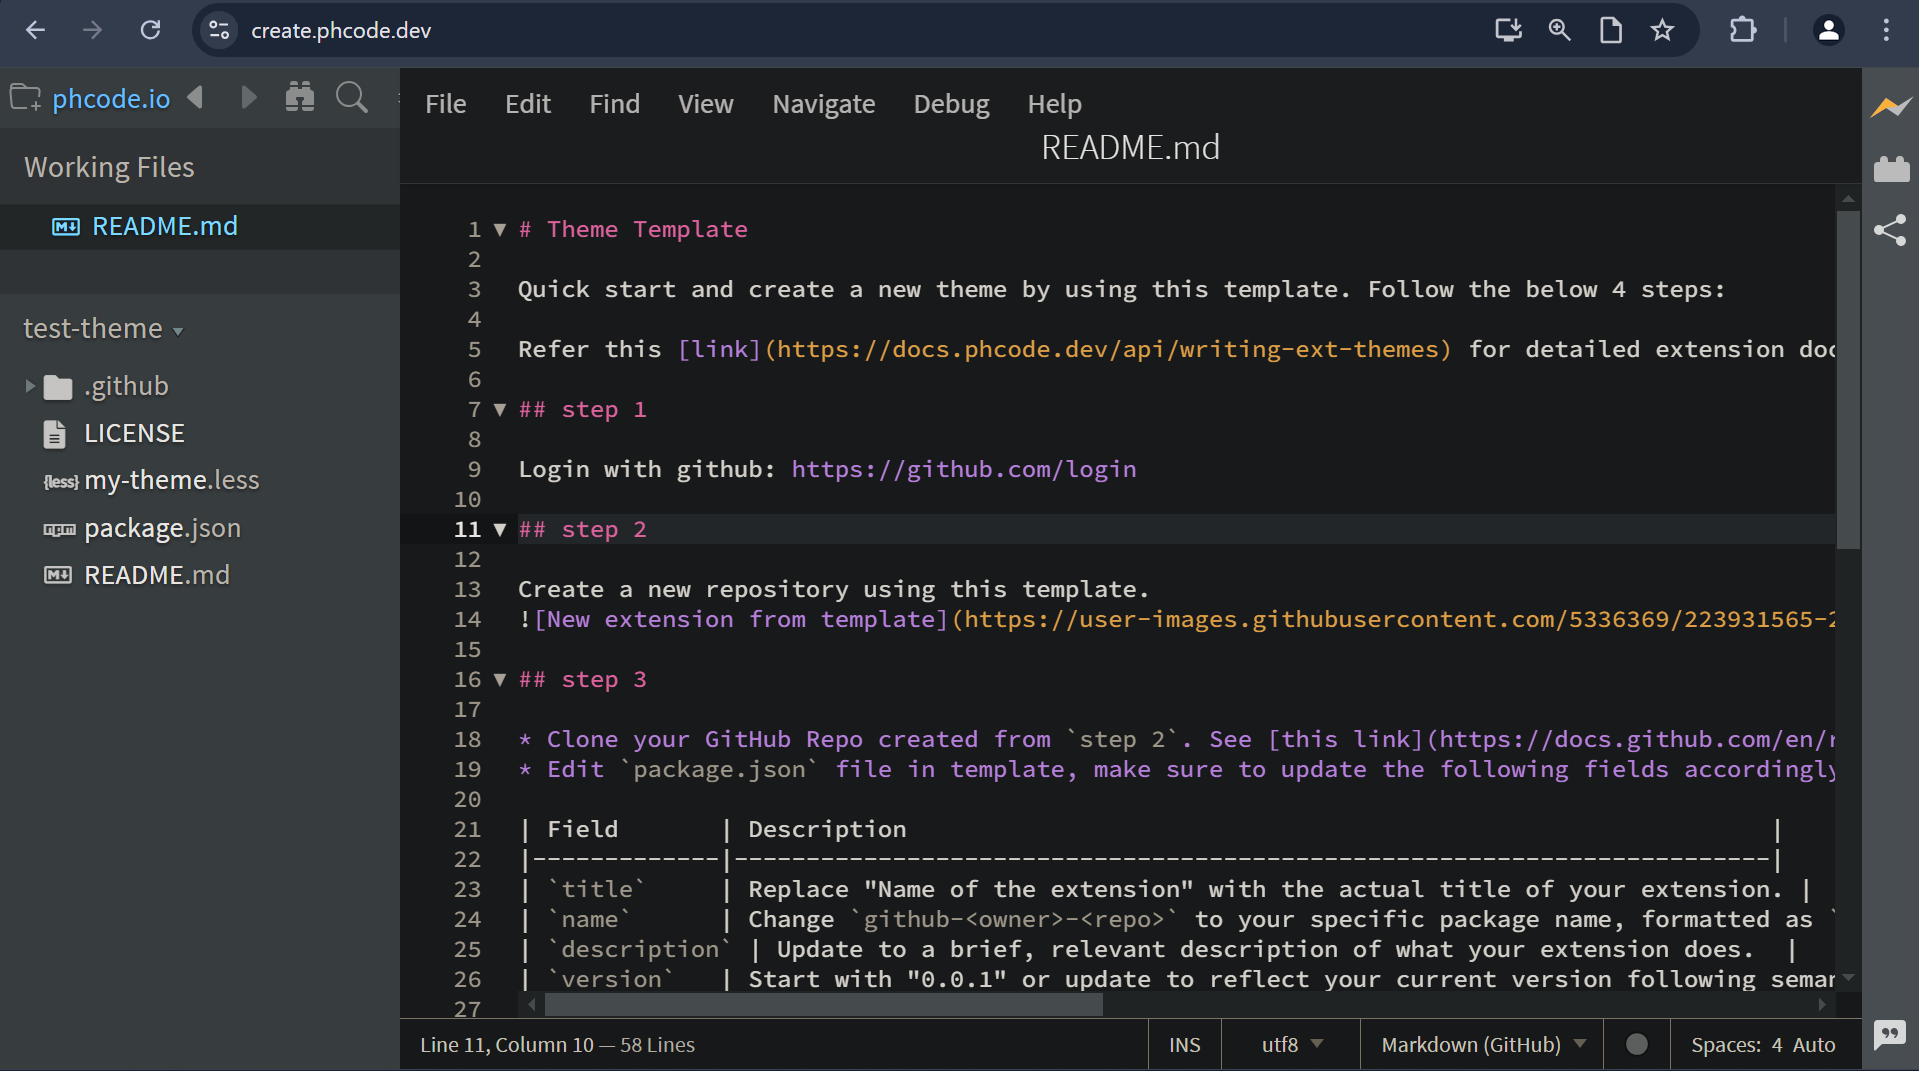 create.phcode.dev
phcode.io
File Edit Find View Navigate Debug Help
README.md
Working Files
README.md
test-theme
.github
LICENSE
{less} my-theme.less
npm package.json
README.md
1 # Theme Template
2
3 Quick start and create a new theme by using this template. Follow the below 4 steps:
4
5 Refer this [link](https://docs.phcode.dev/api/writing-ext-themes) for detailed extension doc
6
7 ## step 1
8
9 Login with github: https://github.com/login
10
11 ## step 2
12
13 Create a new repository using this template.
14 ![New extension from template](https://user-images.githubusercontent.com/5336369/223931565-2
15
16 ## step 3
17
18 * Clone your GitHub Repo created from `step 2`. See [this link](https://docs.github.com/en/r
19 * Edit `package.json` file in template, make sure to update the following fields accordingly
20
21 | Field       | Description                                                            |
22 |-------------|------------------------------------------------------------------------|
23 | `title`     | Replace "Name of the extension" with the actual title of your extension. |
24 | `name`      | Change `github-<owner>-<repo>` to your specific package name, formatted as `
25 | `description` | Update to a brief, relevant description of what your extension does.  |
26 | `version`   | Start with "0.0.1" or update to reflect your current version following seman
27
Line 11, Column 10 — 58 Lines INS utf8 Markdown (GitHub) Spaces: 4 Auto